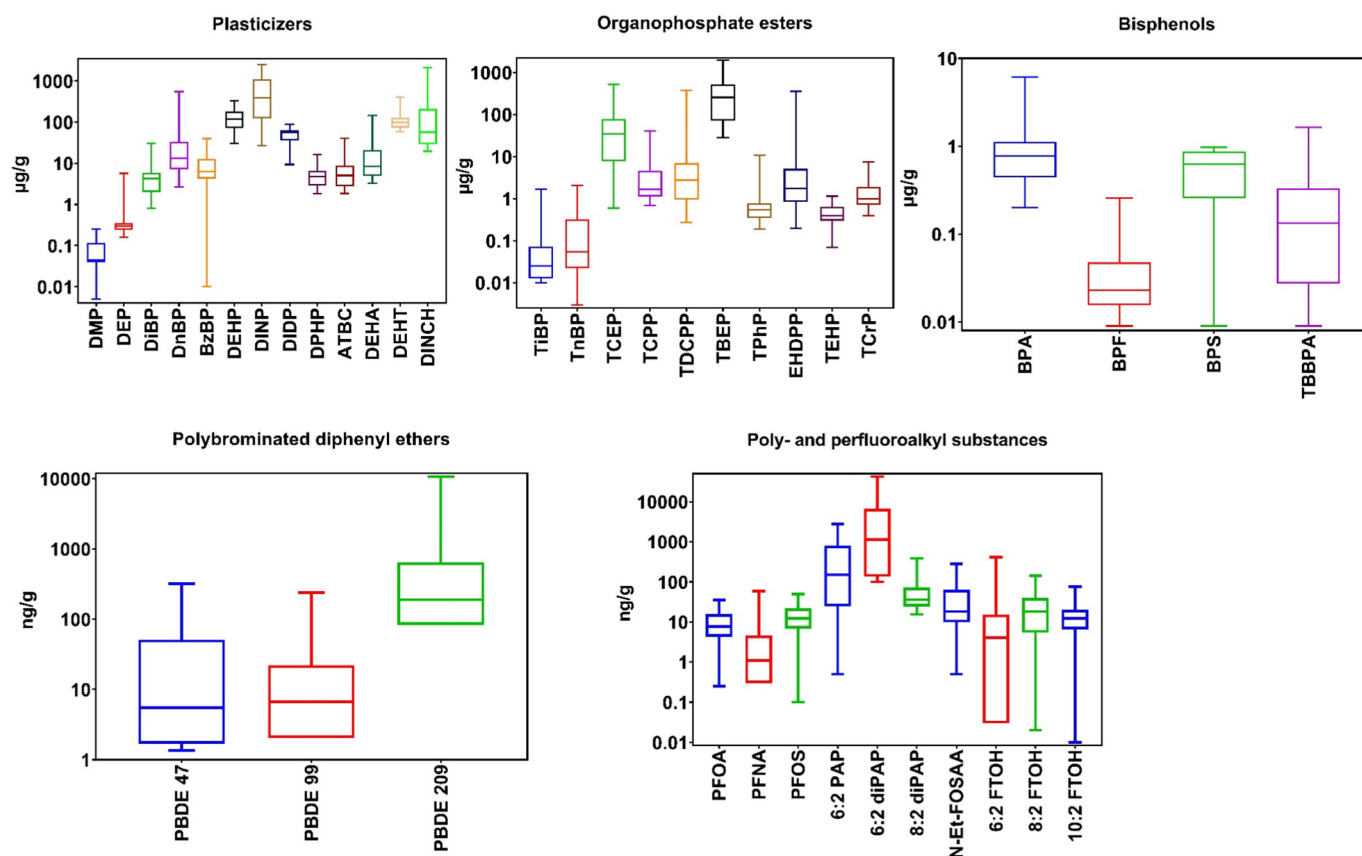 Plasticizers
µg/g
1000
100
10
1
0.1
0.01
DMP
DEP
DiBP
DnBP
BzBP
DEHP
DINP
DIDP
DPHP
ATBC
DEHA
DEHT
DINCH
Organophosphate esters
µg/g
1000
100
10
1
0.1
0.01
TiBP
TnBP
TCEP
TCPP
TDCPP
TBEP
TPhP
EHDPP
TEHP
TCrP
Bisphenols
µg/g
10
1
0.1
0.01
BPA
BPF
BPS
TBBPA
Polybrominated diphenyl ethers
ng/g
10000
1000
100
10
1
PBDE 47
PBDE 99
PBDE 209
Poly- and perfluoroalkyl substances
ng/g
10000
1000
100
10
1
0.1
0.01
PFOA
PFNA
PFOS
6:2 PAP
6:2 diPAP
8:2 diPAP
N-Et-FOSAA
6:2 FTOH
8:2 FTOH
10:2 FTOH